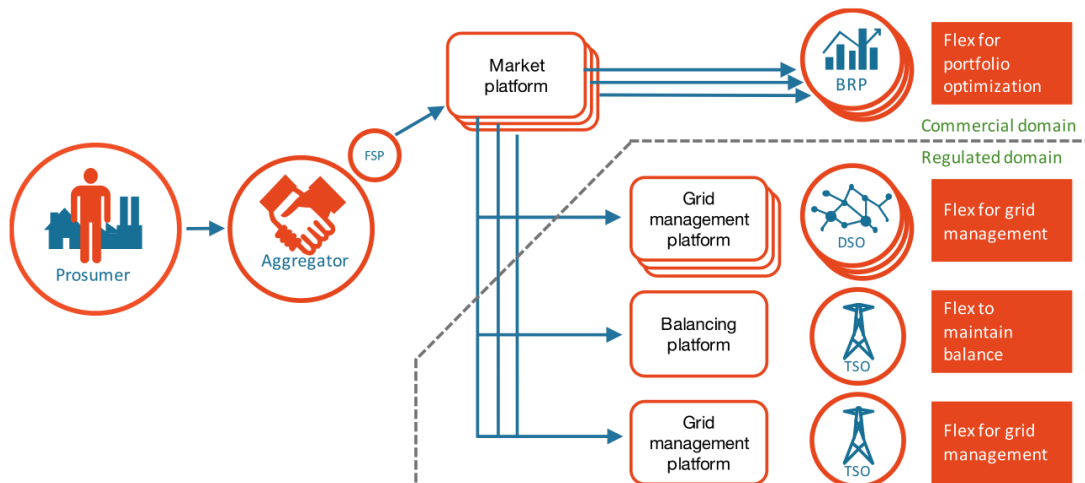 Market
platform
BRP
Flex for
portfolio
optimization
Commercial domain
Regulated domain
FSP
Prosumer
Aggregator
Grid
management
platform
DSO
Flex for grid
management
Balancing
platform
TSO
Flex to
maintain
balance
Grid
management
platform
TSO
Flex for grid
management